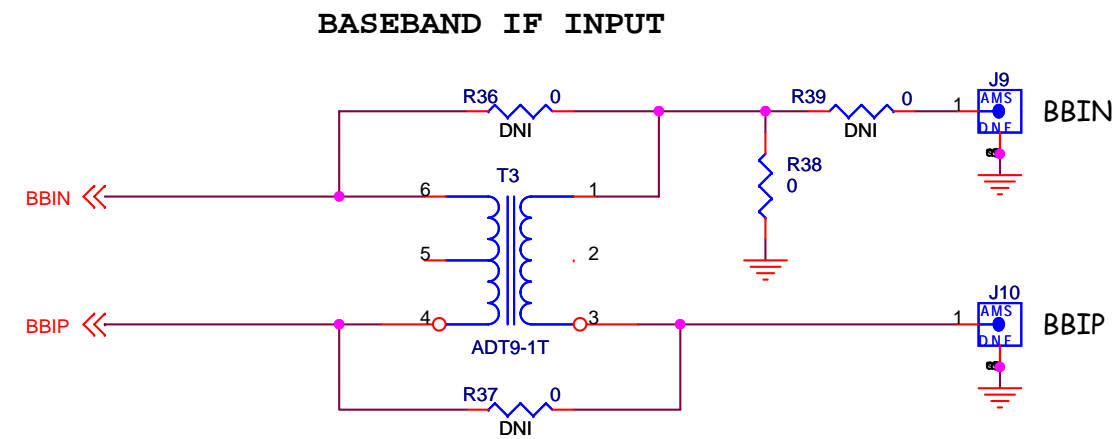 BASEBAND IF INPUT
R36 0
DNI
R39 0
DNI
J9
1
AMS
DNF
BBIN
R38
0
T3
BBIN
6
1
5
2
BBIP
4
3
ADT9-1T
J10
1
AMS
DNF
BBIP
R37 0
DNI